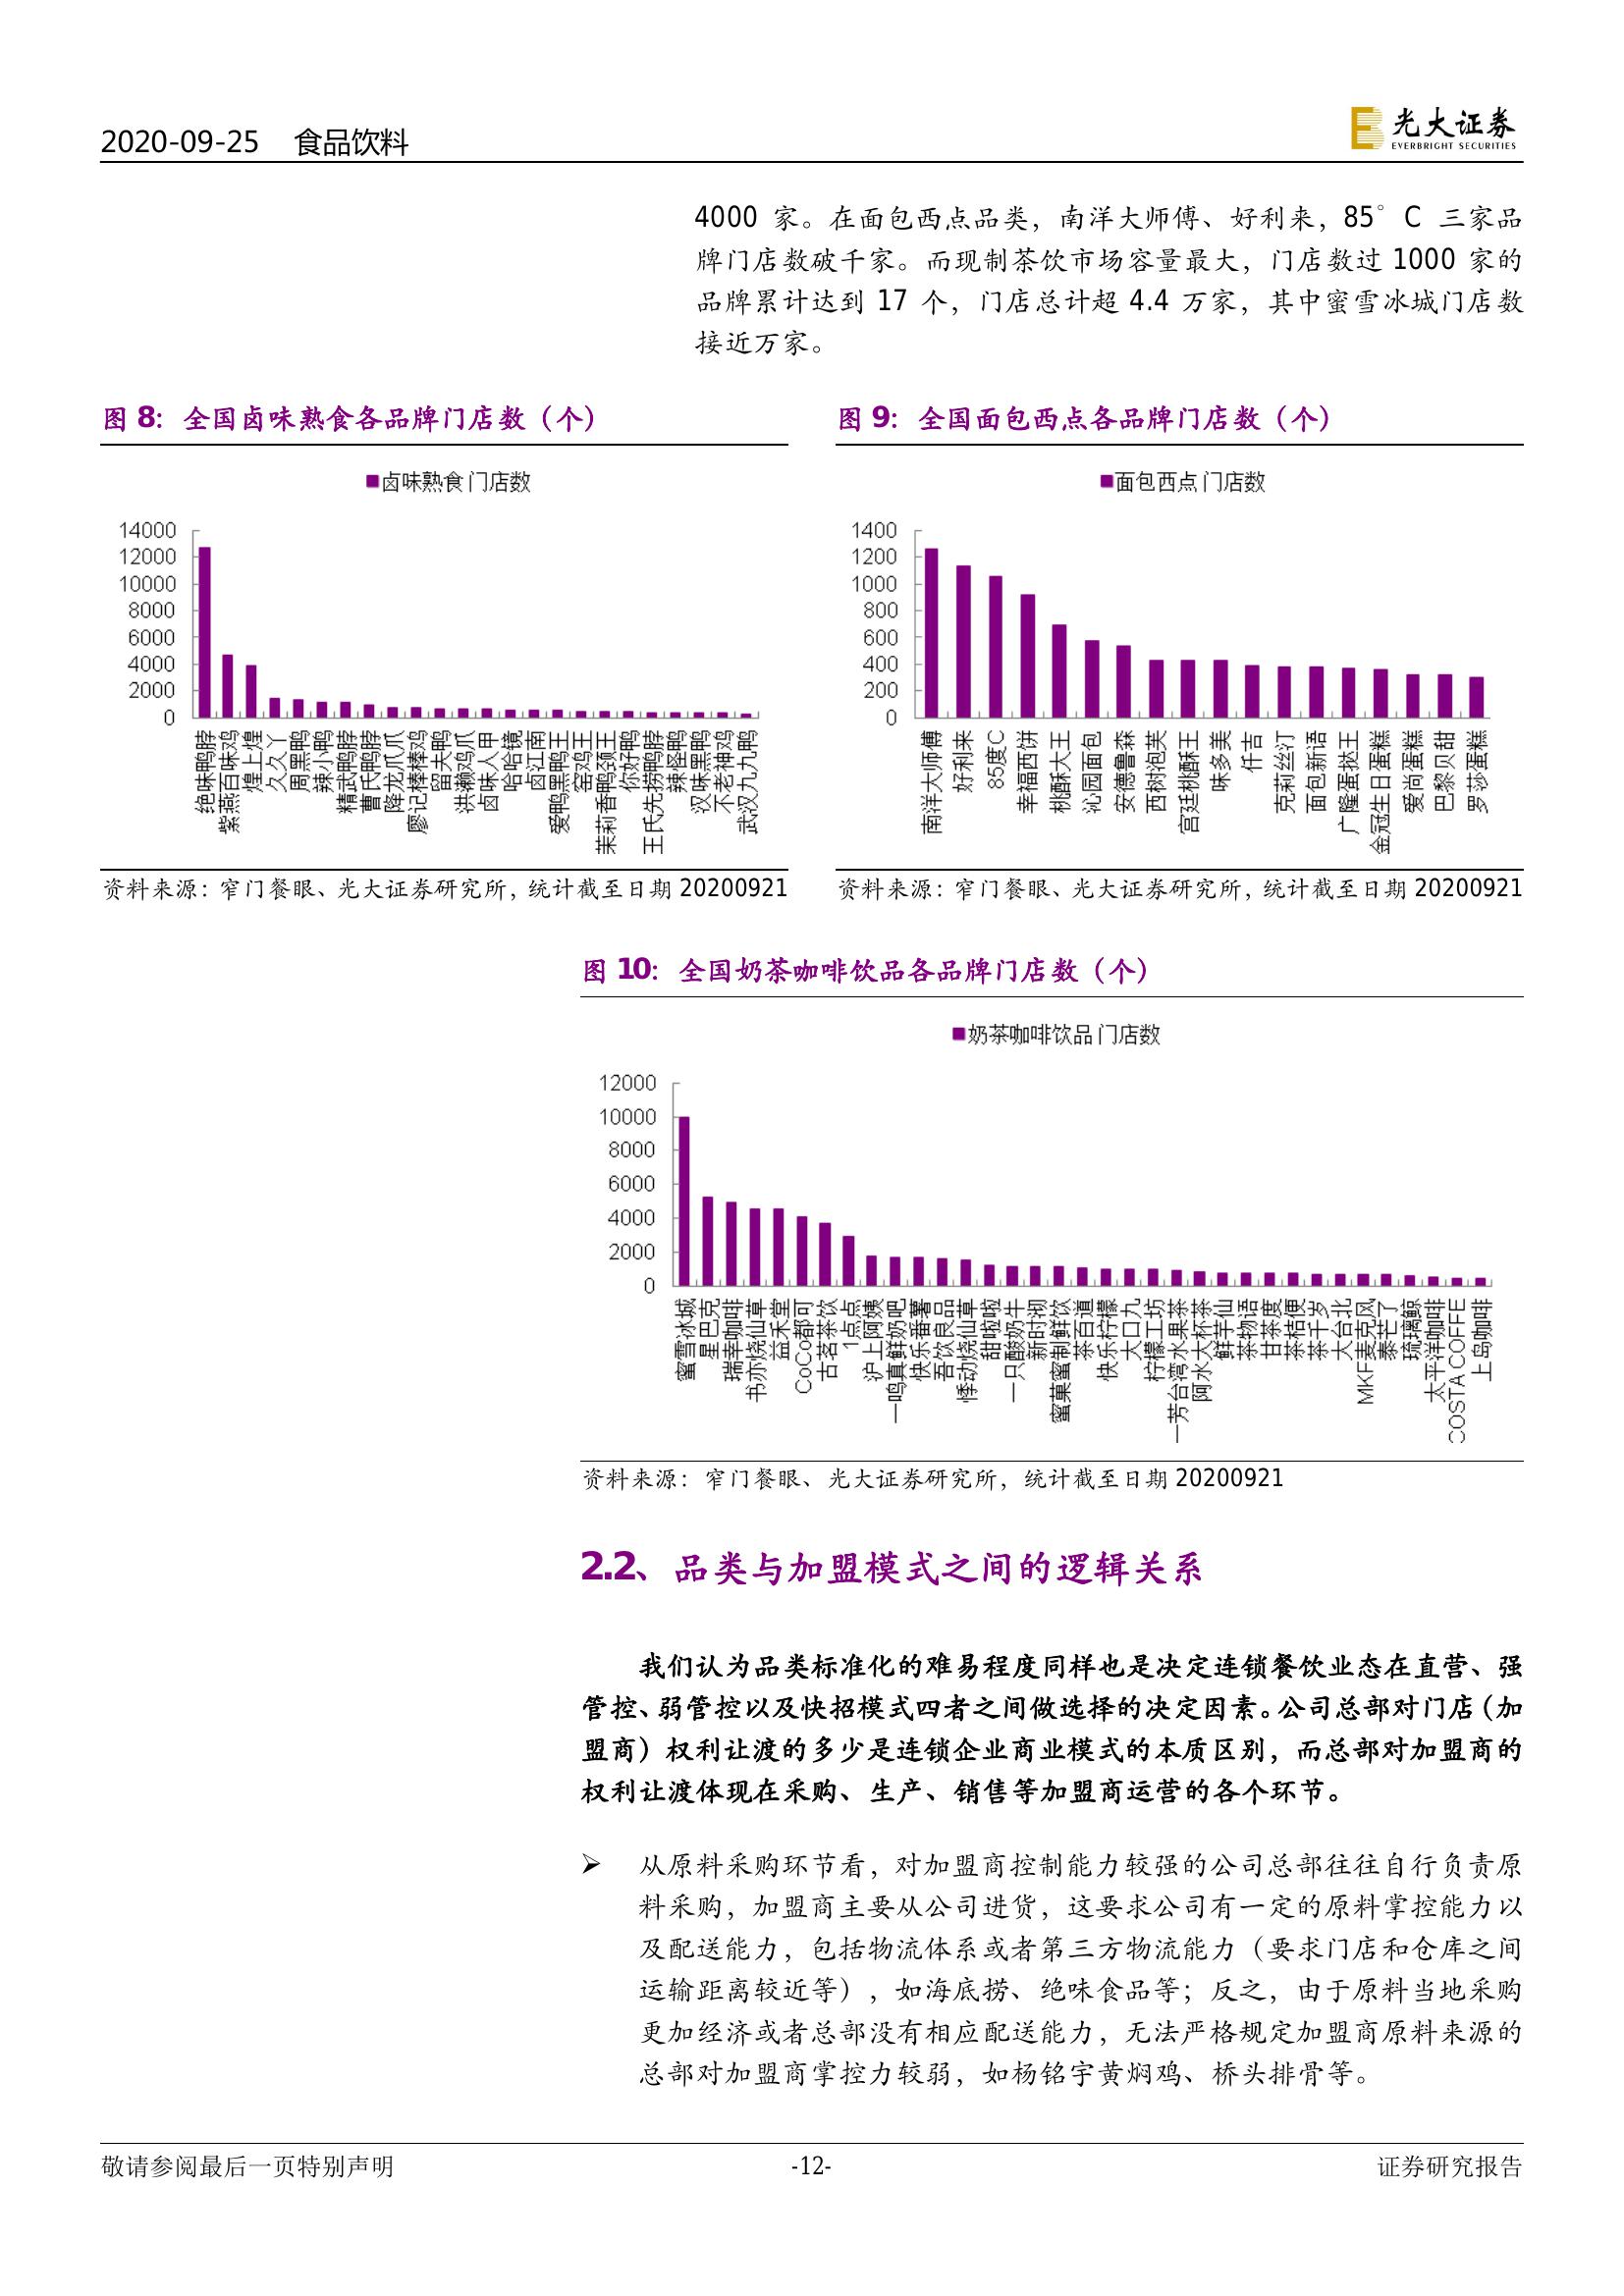 2020-09-25 食品饮料
光大证券
EVERBRIGHT SECURITIES
4000 家。在面包西点品类，南洋大师傅、好利来，85°C 三家品
牌门店数破千家。而现制茶饮市场容量最大，门店数过 1000 家的
品牌累计达到 17 个，门店总计超 4.4 万家，其中蜜雪冰城门店数
接近万家。
图 8：全国卤味熟食各品牌门店数（个）
卤味熟食 门店数
14000
12000
10000
8000
6000
4000
2000
0
绝味鸭脖
紫燕百味鸡
煌上煌
久久丫
周黑鸭
辣小鸭
精武鸭脖
曹氏鸭脖
降龙爪爪
廖记棒棒鸡
留夫鸭
洪濑鸡爪
卤味人甲
哈哈镜
卤江南
爱鸭黑鸭王
窑鸡王
茉莉香鸭颈王
你好鸭
王氏先捞鸭脖
辣怪鸭
汉味黑鸭
不老神鸡
武汉九九鸭
资料来源：窄门餐眼、光大证券研究所，统计截至日期 20200921
图 9：全国面包西点各品牌门店数（个）
面包西点 门店数
1400
1200
1000
800
600
400
200
0
南洋大师傅
好利来
85度C
幸福西饼
桃酥大王
沁园面包
安德鲁森
西树泡芙
宫廷桃酥王
味多美
仟吉
克莉丝汀
面包新语
广隆蛋挞王
金冠生日蛋糕
爱尚蛋糕
巴黎贝甜
罗莎蛋糕
资料来源：窄门餐眼、光大证券研究所，统计截至日期 20200921
图 10：全国奶茶咖啡饮品各品牌门店数（个）
奶茶咖啡饮品 门店数
12000
10000
8000
6000
4000
2000
0
蜜雪冰城
星巴克
瑞幸咖啡
书亦烧仙草
益禾堂
CoCo都可
古茗茶饮
1点点
沪上阿姨
一鸣真鲜奶吧
快乐番薯
吾饮良品
悸动烧仙草
甜啦啦
一只酸奶牛
新时沏
蜜菓蜜制鲜饮
茶百道
快乐柠檬
大口九
柠檬工坊
一芳台湾水果茶
阿水大杯茶
鲜芋仙
茶物语
甘茶度
茶桔便
茶千岁
大台北
MKF麦克风
泰芒了
琉璃鲸
太平洋咖啡
COSTA COFFE
上岛咖啡
资料来源：窄门餐眼、光大证券研究所，统计截至日期 20200921
2.2、品类与加盟模式之间的逻辑关系
我们认为品类标准化的难易程度同样也是决定连锁餐饮业态在直营、强
管控、弱管控以及快招模式四者之间做选择的决定因素。公司总部对门店（加
盟商）权利让渡的多少是连锁企业商业模式的本质区别，而总部对加盟商的
权利让渡体现在采购、生产、销售等加盟商运营的各个环节。
➢ 从原料采购环节看，对加盟商控制能力较强的公司总部往往自行负责原
料采购，加盟商主要从公司进货，这要求公司有一定的原料掌控能力以
及配送能力，包括物流体系或者第三方物流能力（要求门店和仓库之间
运输距离较近等），如海底捞、绝味食品等；反之，由于原料当地采购
更加经济或者总部没有相应配送能力，无法严格规定加盟商原料来源的
总部对加盟商掌控力较弱，如杨铭宇黄焖鸡、桥头排骨等。
敬请参阅最后一页特别声明
-12-
证券研究报告